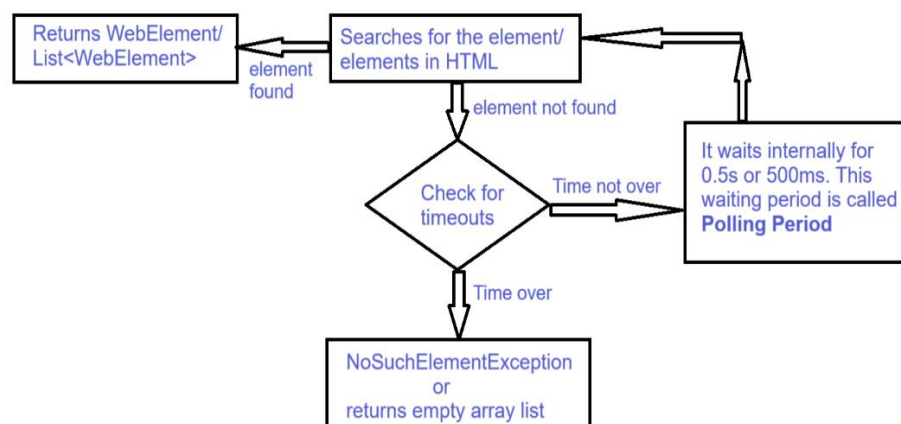 Returns WebElement/
List<WebElement>
element
found
Searches for the element/
elements in HTML
element not found
Check for
timeouts
Time not over
It waits internally for
0.5s or 500ms. This
waiting period is called
Polling Period
Time over
NoSuchElementException
or
returns empty array list